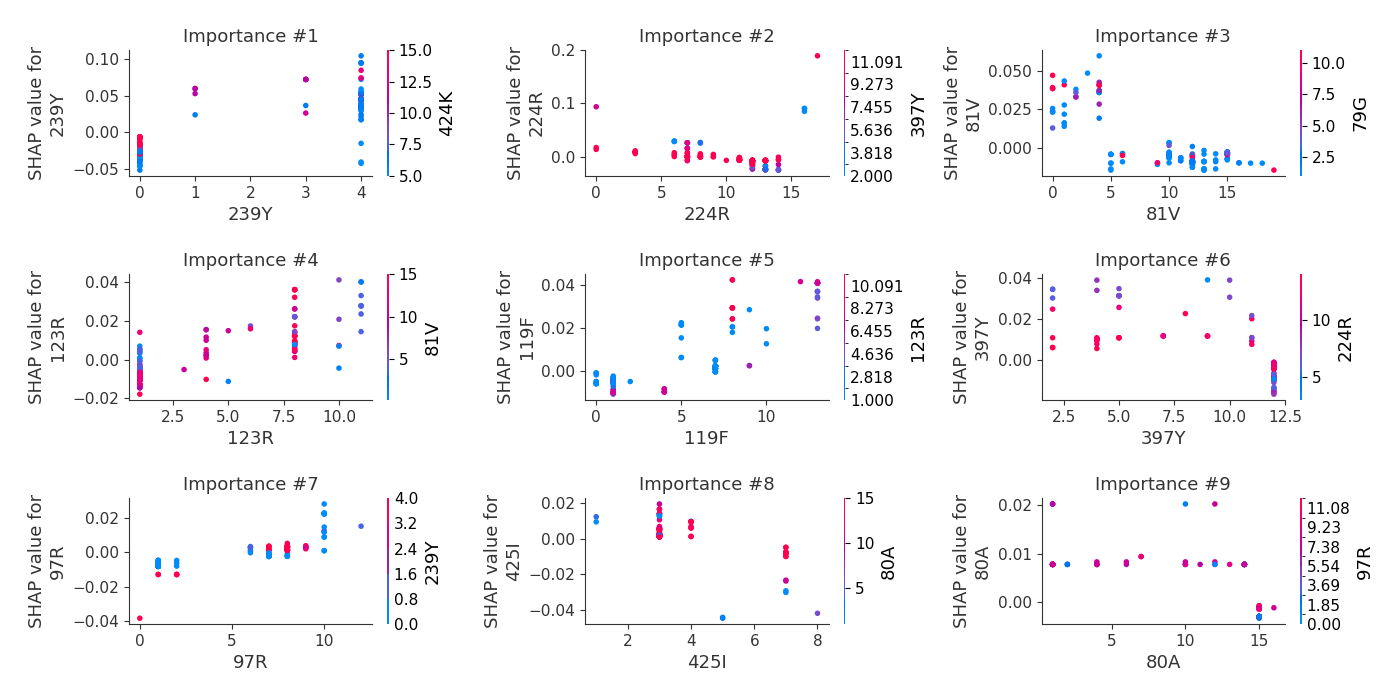 Importance #1
SHAP value for
239Y
0.10
0.05
0.00
−0.05
0
1
2
3
4
239Y
15.0
12.5
10.0
7.5
5.0
424K
Importance #2
SHAP value for
224R
0.2
0.1
0.0
0
5
10
15
224R
11.091
9.273
7.455
5.636
3.818
2.000
397Y
Importance #3
SHAP value for
81V
0.050
0.025
0.000
0
5
10
15
81V
10.0
7.5
5.0
2.5
79G
Importance #4
SHAP value for
123R
0.04
0.02
0.00
−0.02
2.5
5.0
7.5
10.0
123R
15
10
5
81V
Importance #5
SHAP value for
119F
0.04
0.02
0.00
0
5
10
119F
10.091
8.273
6.455
4.636
2.818
1.000
123R
Importance #6
SHAP value for
397Y
0.04
0.02
0.00
2.5
5.0
7.5
10.0
12.5
397Y
10
5
224R
Importance #7
SHAP value for
97R
0.02
0.00
−0.02
−0.04
0
5
10
97R
4.0
3.2
2.4
1.6
0.8
0.0
239Y
Importance #8
SHAP value for
425I
0.02
0.00
−0.02
−0.04
2
4
6
8
425I
15
10
5
80A
Importance #9
SHAP value for
80A
0.02
0.01
0.00
5
10
15
80A
11.08
9.23
7.38
5.54
3.69
1.85
0.00
97R